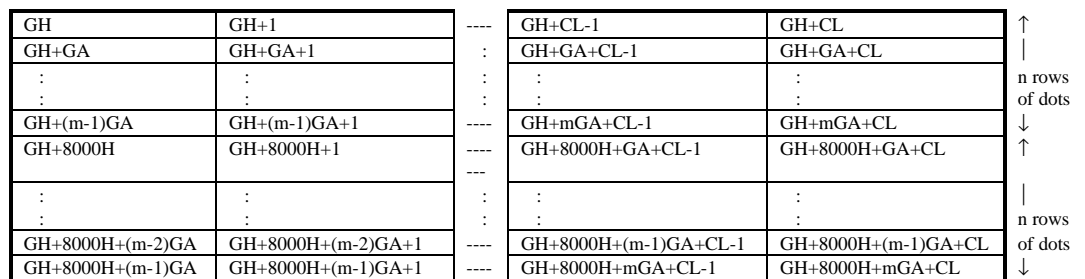 GH GH+1 ---- GH+CL-1 GH+CL ↑
GH+GA GH+GA+1 : GH+GA+CL-1 GH+GA+CL |
: : : : : n rows
: : : : : of dots
GH+(m-1)GA GH+(m-1)GA+1 ---- GH+mGA+CL-1 GH+mGA+CL ↓
GH+8000H GH+8000H+1 ---- GH+8000H+GA+CL-1 GH+8000H+GA+CL ↑
---
: : : : : |
: : : : : n rows
GH+8000H+(m-2)GA GH+8000H+(m-2)GA+1 ---- GH+8000H+(m-1)GA+CL-1 GH+8000H+(m-1)GA+CL of dots
GH+8000H+(m-1)GA GH+8000H+(m-1)GA+1 ---- GH+8000H+mGA+CL-1 GH+8000H+mGA+CL ↓